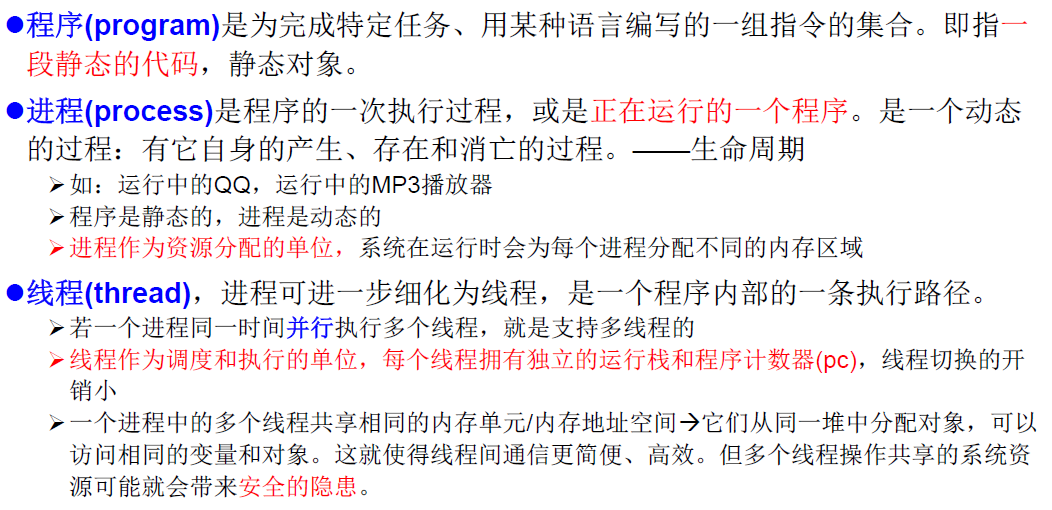 ●程序(program)是为完成特定任务、用某种语言编写的一组指令的集合。即指一
段静态的代码，静态对象。
●进程(process)是程序的一次执行过程，或是正在运行的一个程序。是一个动态
的过程：有它自身的产生、存在和消亡的过程。——生命周期
➢如：运行中的QQ，运行中的MP3播放器
➢程序是静态的，进程是动态的
➢进程作为资源分配的单位，系统在运行时会为每个进程分配不同的内存区域
●线程(thread)，进程可进一步细化为线程，是一个程序内部的一条执行路径。
➢若一个进程同一时间并行执行多个线程，就是支持多线程的
➢线程作为调度和执行的单位，每个线程拥有独立的运行栈和程序计数器(pc)，线程切换的开
销小
➢一个进程中的多个线程共享相同的内存单元/内存地址空间→它们从同一堆中分配对象，可以
访问相同的变量和对象。这就使得线程间通信更简便、高效。但多个线程操作共享的系统资
源可能就会带来安全的隐患。